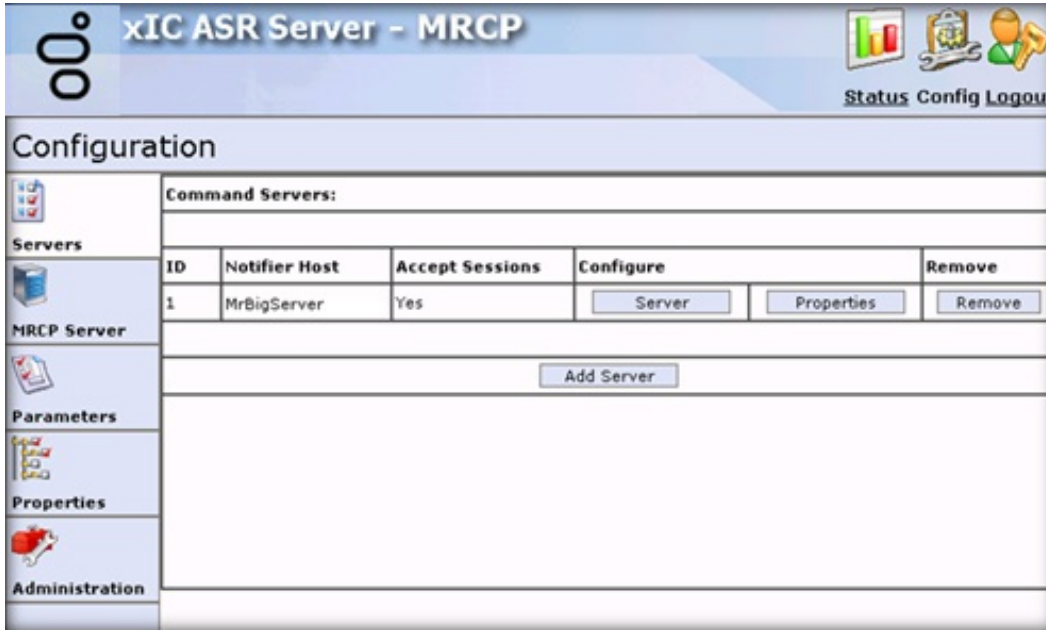 xIC ASR Server - MRCP
Status Config Logou
Configuration
Servers
MRCP Server
Parameters
Properties
Administration
Command Servers:
ID Notifier Host Accept Sessions Configure Remove
1 MrBigServer Yes Server Properties Remove
Add Server